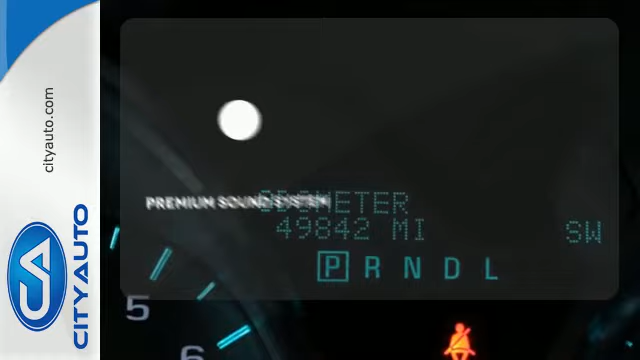 cityauto.com
CITYAUTO
PREMIUM SOUND SYSTEM
ODOMETER
49842 MI
SW
P R N D L
5
6